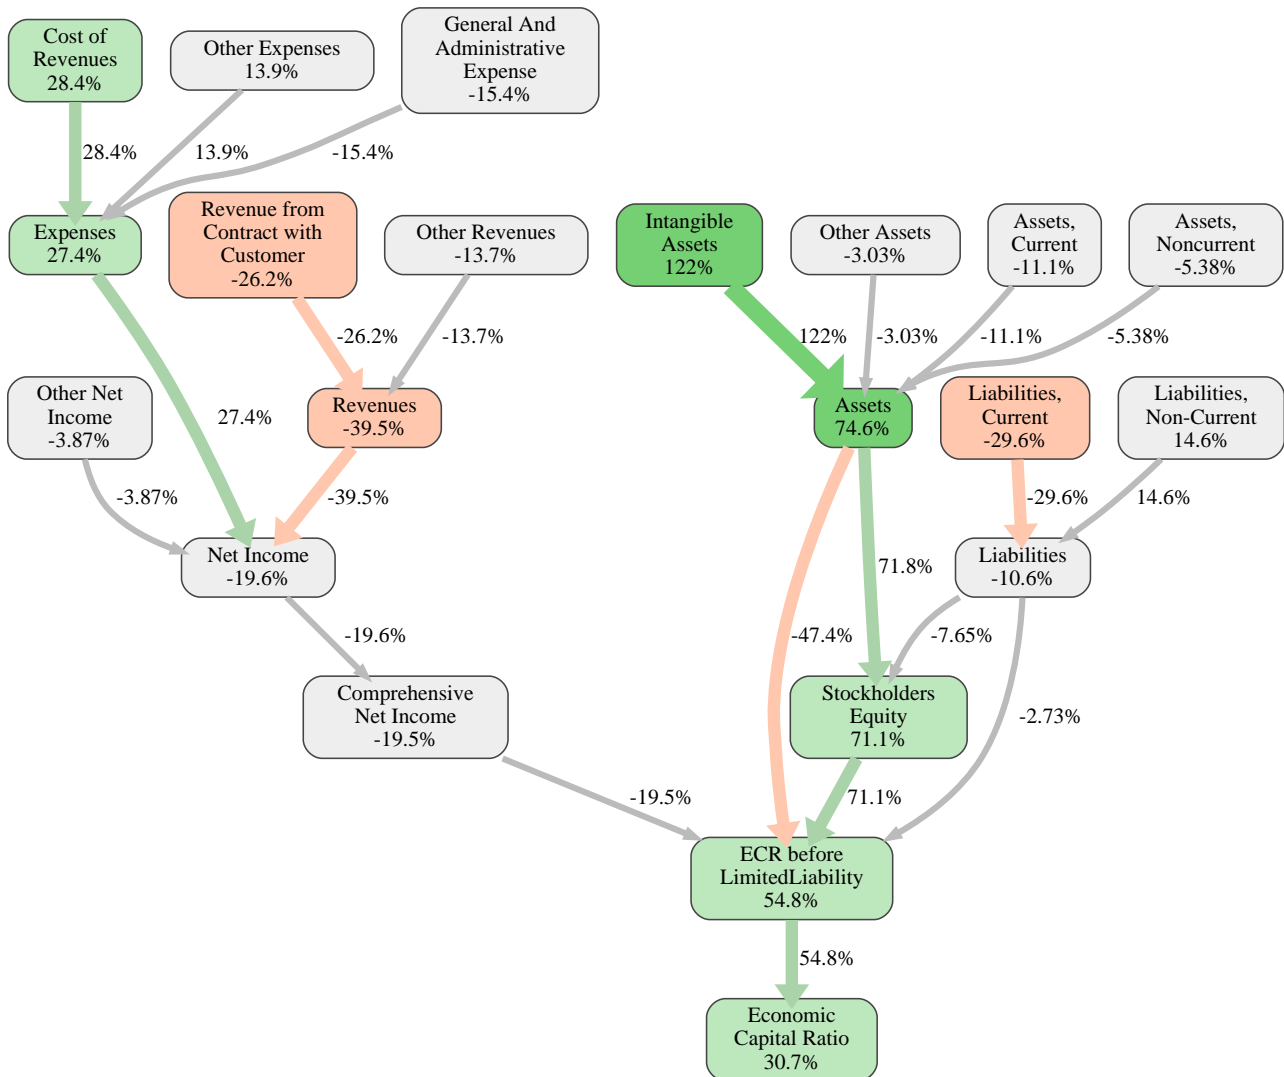 Cost of
Revenues
28.4%
Other Expenses
13.9%
General And
Administrative
Expense
-15.4%
28.4%
13.9%
-15.4%
Expenses
27.4%
Revenue from
Contract with
Customer
-26.2%
Other Revenues
-13.7%
Intangible
Assets
122%
Other Assets
-3.03%
Assets,
Current
-11.1%
Assets,
Noncurrent
-5.38%
-26.2%
-13.7%
122%
-3.03%
-11.1%
-5.38%
Other Net
Income
-3.87%
27.4%
Revenues
-39.5%
Assets
74.6%
Liabilities,
Current
-29.6%
Liabilities,
Non-Current
14.6%
-3.87%
-39.5%
-29.6%
14.6%
Net Income
-19.6%
71.8%
Liabilities
-10.6%
-19.6%
-47.4%
-7.65%
Comprehensive
Net Income
-19.5%
Stockholders
Equity
71.1%
-2.73%
-19.5%
71.1%
ECR before
LimitedLiability
54.8%
54.8%
Economic
Capital Ratio
30.7%